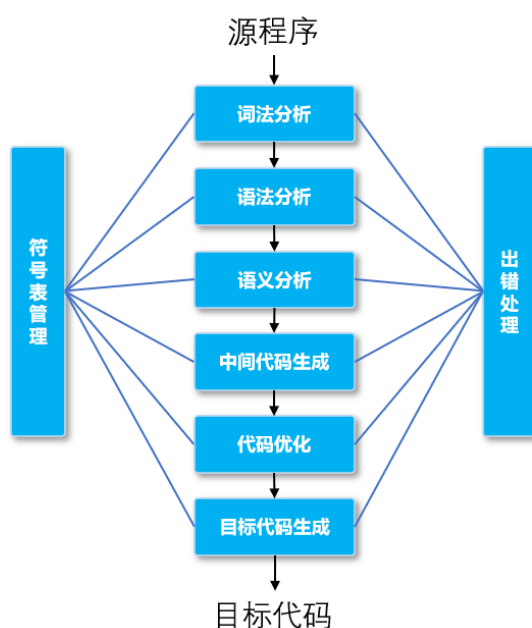 源程序
词法分析
语法分析
语义分析
中间代码生成
代码优化
目标代码生成
目标代码
符号表管理
出错处理